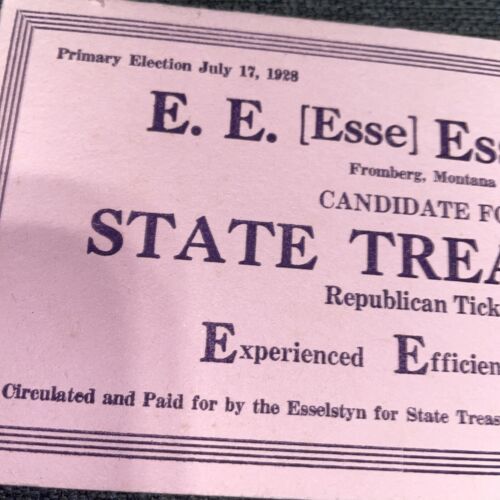 Primary Election July 17, 1928
E. E. [Esse] Ess
Fromberg, Montana
CANDIDATE FO
STATE TREA
Republican Tick
Experienced Efficien
Circulated and Paid for by the Esselstyn for State Treas